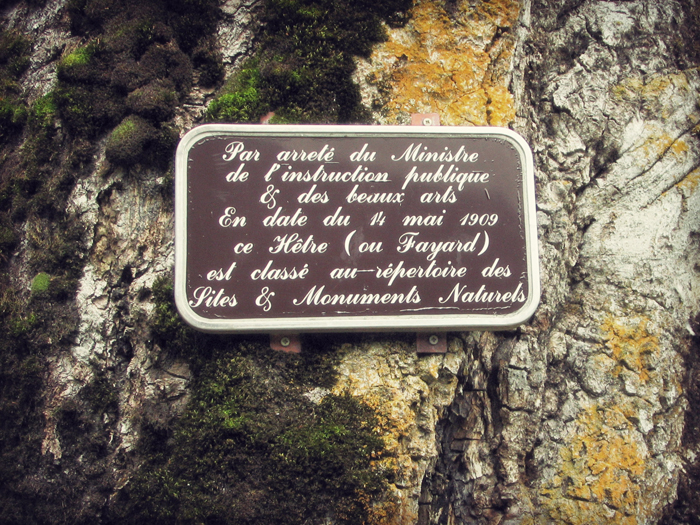 Par arreté du Ministre
de l'instruction publique
& des beaux arts
En date du 14 mai 1909
ce Hêtre (ou Fayard)
est classé au-répertoire des
Sites & Monuments Naturels